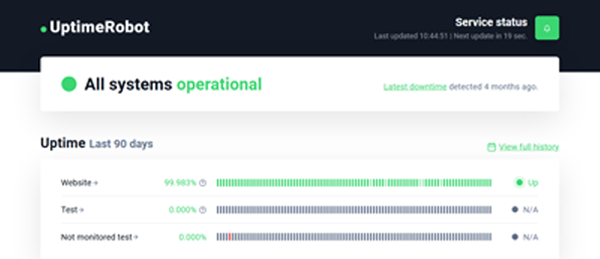 UptimeRobot
Service status
Last updated 10:44:51 | Next update in 19 sec.
All systems operational
Latest downtime detected 4 months ago.
Uptime Last 90 days
View full history
Website
99.983%
Up
Test
0.000%
N/A
Not monitored test
0.000%
N/A